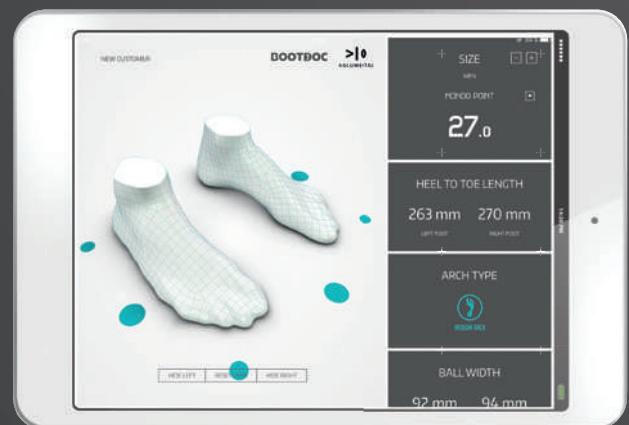 NEW CUSTOMER
BOOTDOC
VOLUMENTAL
SIZE
MEN
MONDO POINT
27.0
HEEL TO TOE LENGTH
263 mm 270 mm
LEFT FOOT RIGHT FOOT
ARCH TYPE
BALL WIDTH
92 mm 94 mm
HIDE LEFT
HIDE RIGHT